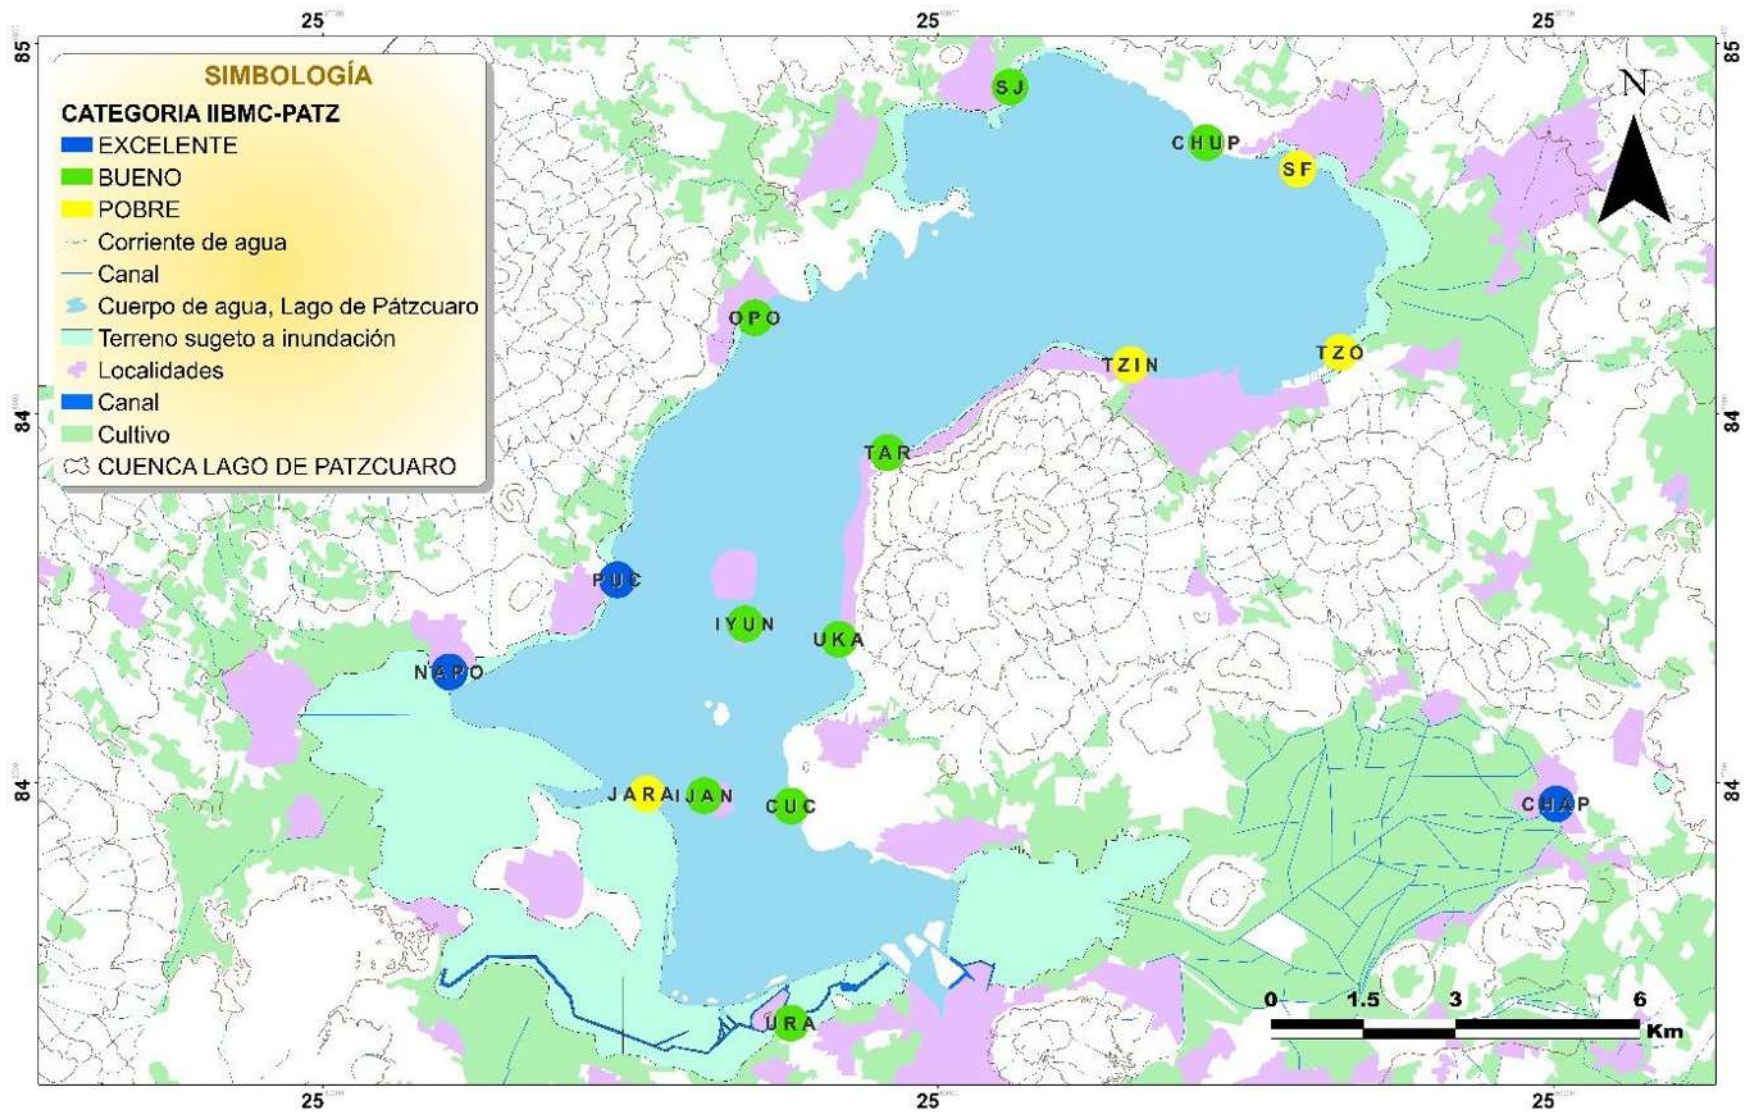 25
25
25
85
85
SIMBOLOGÍA
CATEGORIA IIBMC-PATZ
EXCELENTE
BUENO
POBRE
Corriente de agua
Canal
Cuerpo de agua, Lago de Pátzcuaro
Terreno sugeto a inundación
Localidades
Canal
Cultivo
CUENCA LAGO DE PATZCUARO
N
SJ
CHUP
SF
OPO
TZIN
TZO
84
84
TAR
PUC
IYUN
UKA
NAPO
84
84
JARA
IJAN
CUC
CHAP
URA
0 1.5 3 6
Km
25
25
25